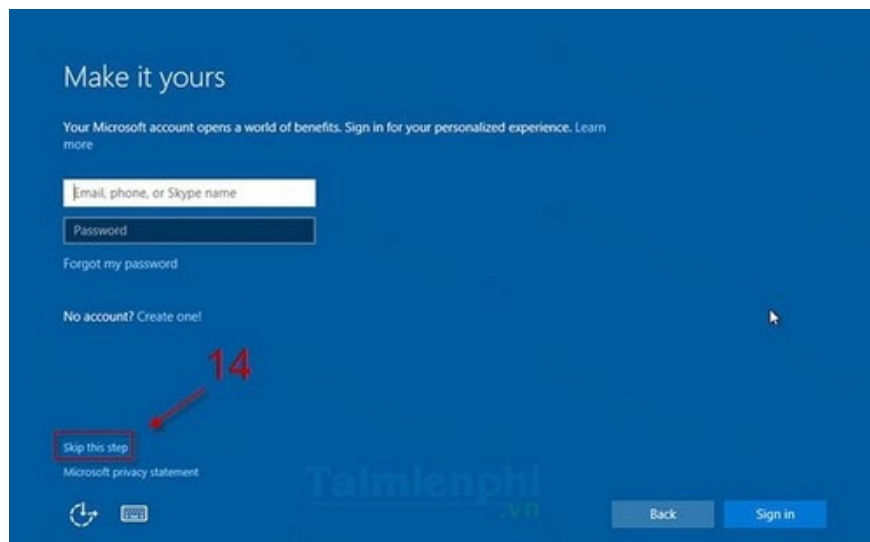 Make it yours
Your Microsoft account opens a world of benefits. Sign in for your personalized experience. Learn
more
Email, phone, or Skype name
Password
Forgot my password
No account? Create one!
14
Skip this step
Microsoft privacy statement
Taimienphi
.vn
Back
Sign in